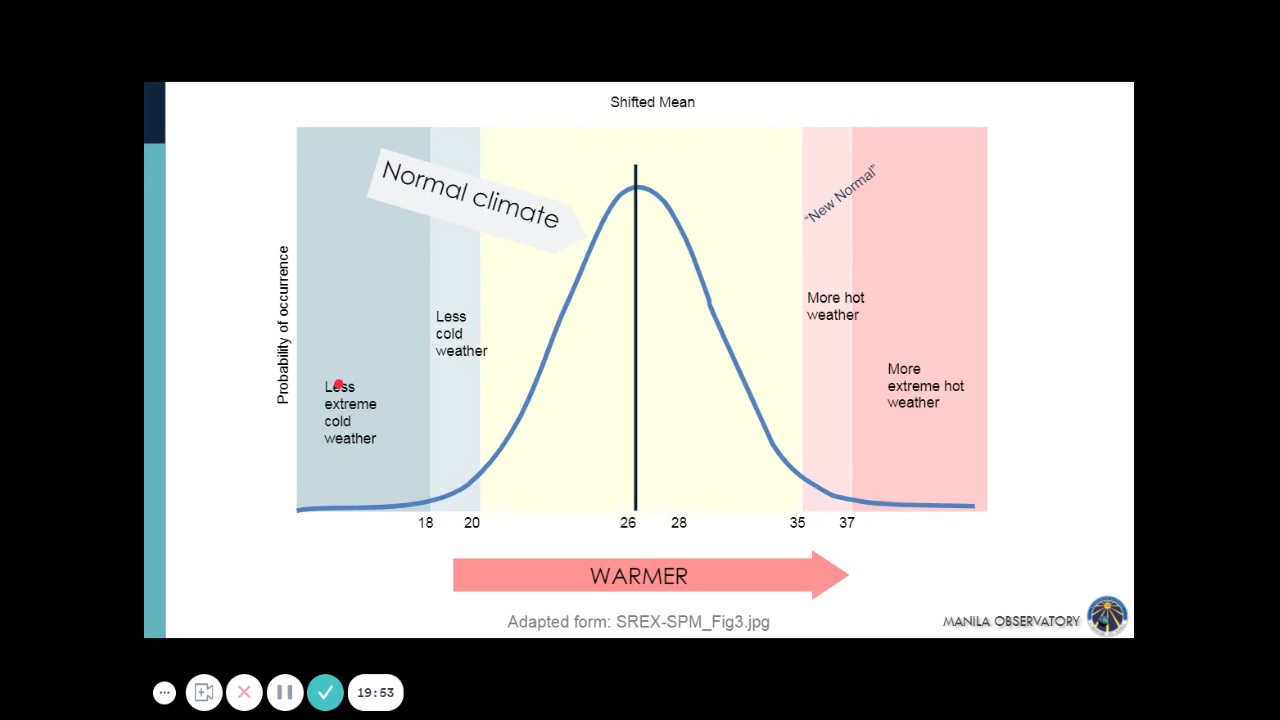 Shifted Mean
Normal climate
"New Normal"
Probability of occurrence
More hot
weather
Less
cold
weather
More
extreme hot
weather
Less
extreme
cold
weather
18 20 26 28 35 37
WARMER
Adapted form: SREX-SPM_Fig3.jpg
MANILA OBSERVATORY
19:53